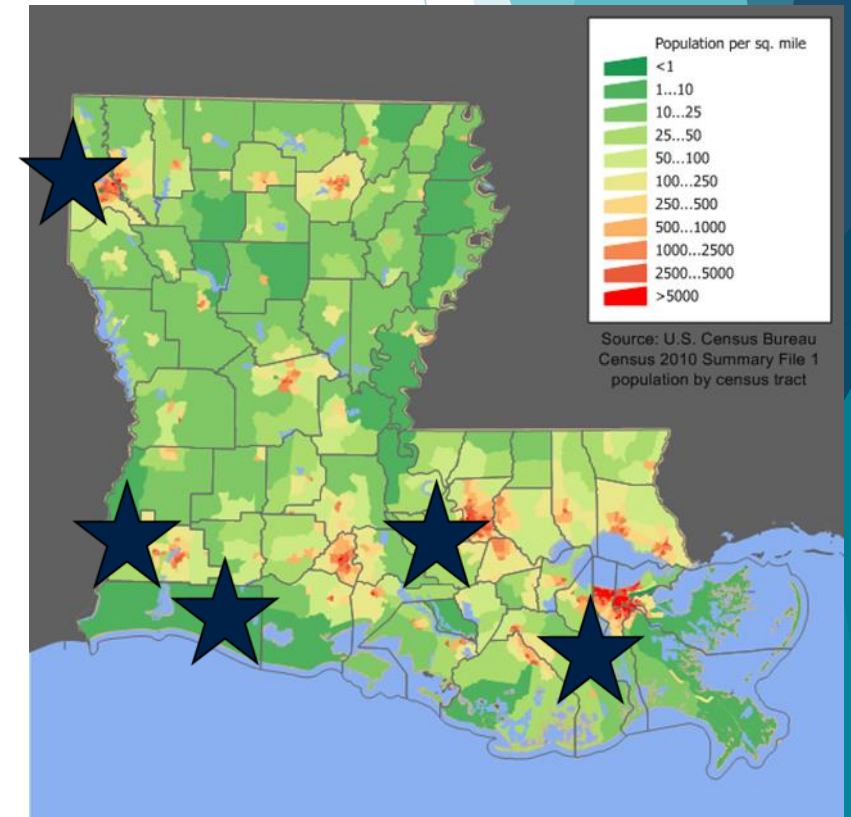 Population per sq. mile
<1
1...10
10...25
25...50
50...100
100...250
250...500
500...1000
1000...2500
2500...5000
>5000
Source: U.S. Census Bureau
Census 2010 Summary File 1
population by census tract